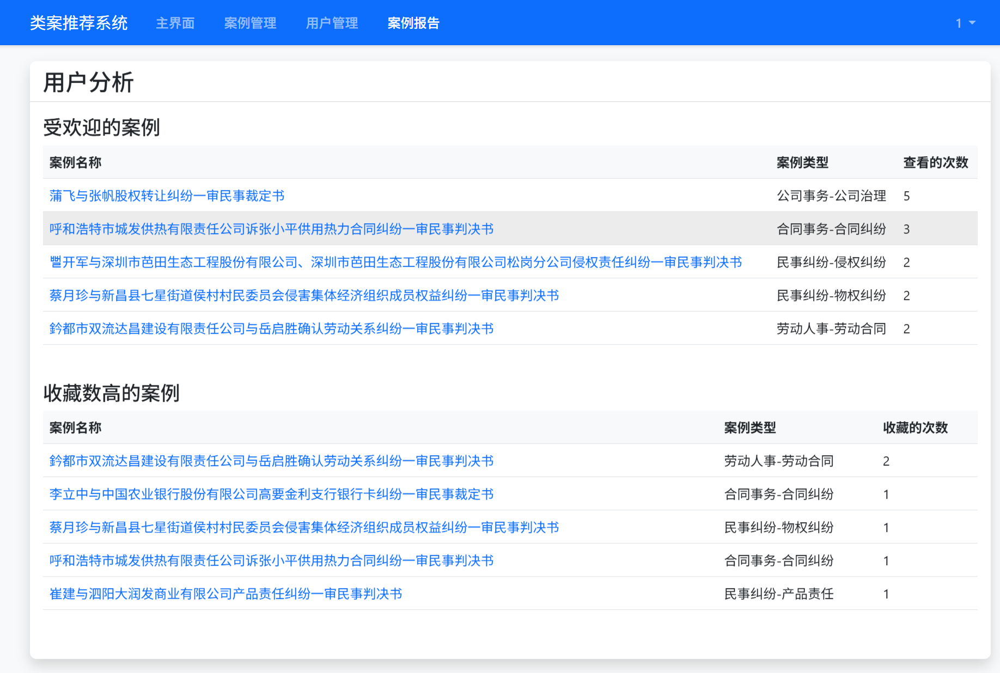 类案推荐系统 主界面 案例管理 用户管理 案例报告 1
用户分析
受欢迎的案例
案例名称 案例类型 查看的次数
蒲飞与张帆股权转让纠纷一审民事裁定书 公司事务-公司治理 5
呼和浩特市城发供热有限责任公司诉张小平供用热力合同纠纷一审民事判决书 合同事务-合同纠纷 3
뻘开军与深圳市芭田生态工程股份有限公司、深圳市芭田生态工程股份有限公司松岗分公司侵权责任纠纷一审民事判决书 民事纠纷-侵权纠纷 2
蔡月珍与新昌县七星街道侯村村民委员会侵害集体经济组织成员权益纠纷一审民事判决书 民事纠纷-物权纠纷 2
鈐都市双流达昌建设有限责任公司与岳启胜确认劳动关系纠纷一审民事判决书 劳动人事-劳动合同 2
收藏数高的案例
案例名称 案例类型 收藏的次数
鈐都市双流达昌建设有限责任公司与岳启胜确认劳动关系纠纷一审民事判决书 劳动人事-劳动合同 2
李立中与中国农业银行股份有限公司高要金利支行银行卡纠纷一审民事裁定书 合同事务-合同纠纷 1
蔡月珍与新昌县七星街道侯村村民委员会侵害集体经济组织成员权益纠纷一审民事判决书 民事纠纷-物权纠纷 1
呼和浩特市城发供热有限责任公司诉张小平供用热力合同纠纷一审民事判决书 合同事务-合同纠纷 1
崔建与泗阳大润发商业有限公司产品责任纠纷一审民事判决书 民事纠纷-产品责任 1